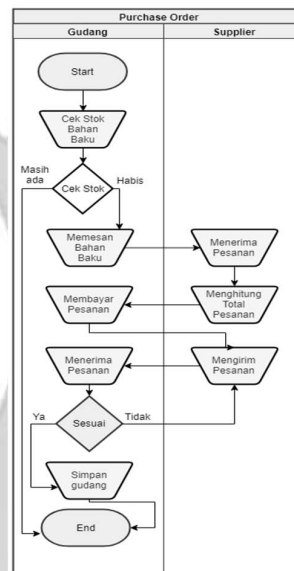 Purchase Order
Gudang
Supplier
Start
Cek Stok
Bahan
Baku
Masih
ada
Cek Stok
Habis
Memesan
Bahan
Baku
Menerima
Pesanan
Membayar
Pesanan
Menghitung
Total
Pesanan
Menerima
Pesanan
Mengirim
Pesanan
Ya
Sesuai
Tidak
Simpan
gudang
End